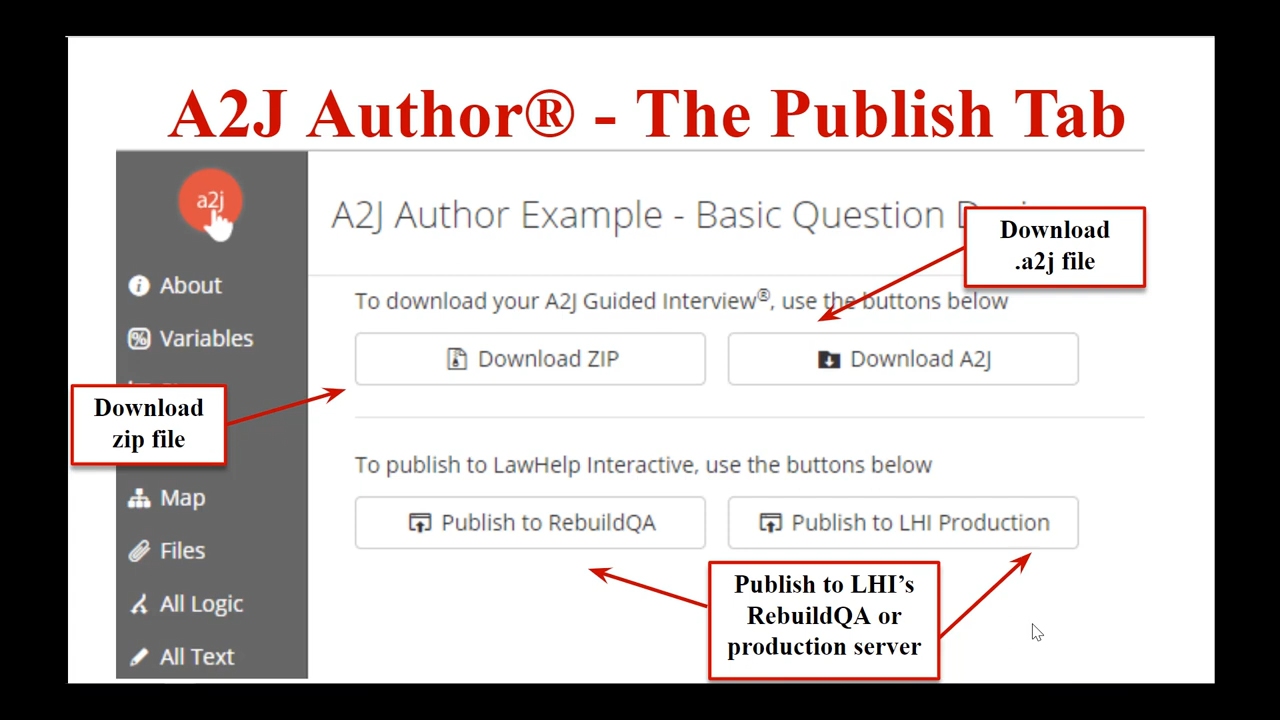 A2J Author® - The Publish Tab
a2j
A2J Author Example - Basic Question
Download
.a2j file
About
To download your A2J Guided Interview®, use the buttons below
Variables
Download ZIP
Download A2J
Download
zip file
To publish to LawHelp Interactive, use the buttons below
Map
Publish to RebuildQA
Publish to LHI Production
Files
Publish to LHI's
RebuildQA or
production server
All Logic
All Text